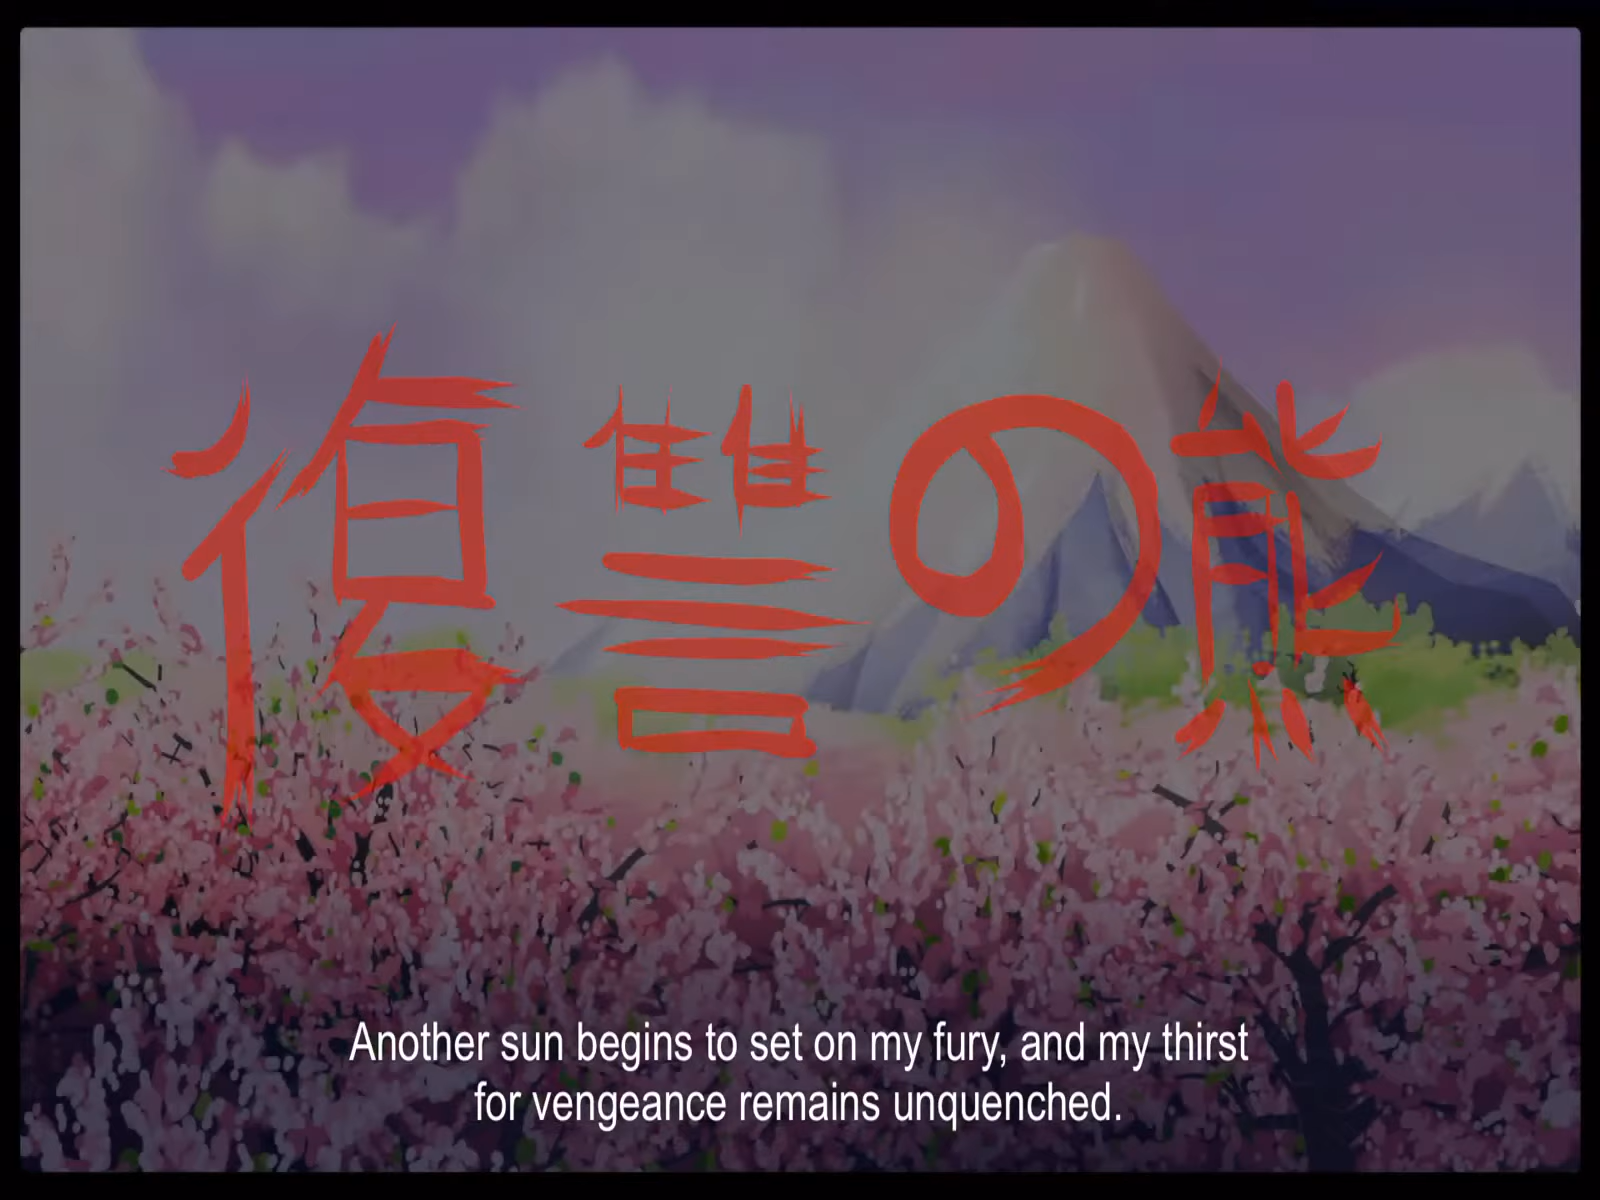 復讐の熊
Another sun begins to set on my fury, and my thirst
for vengeance remains unquenched.